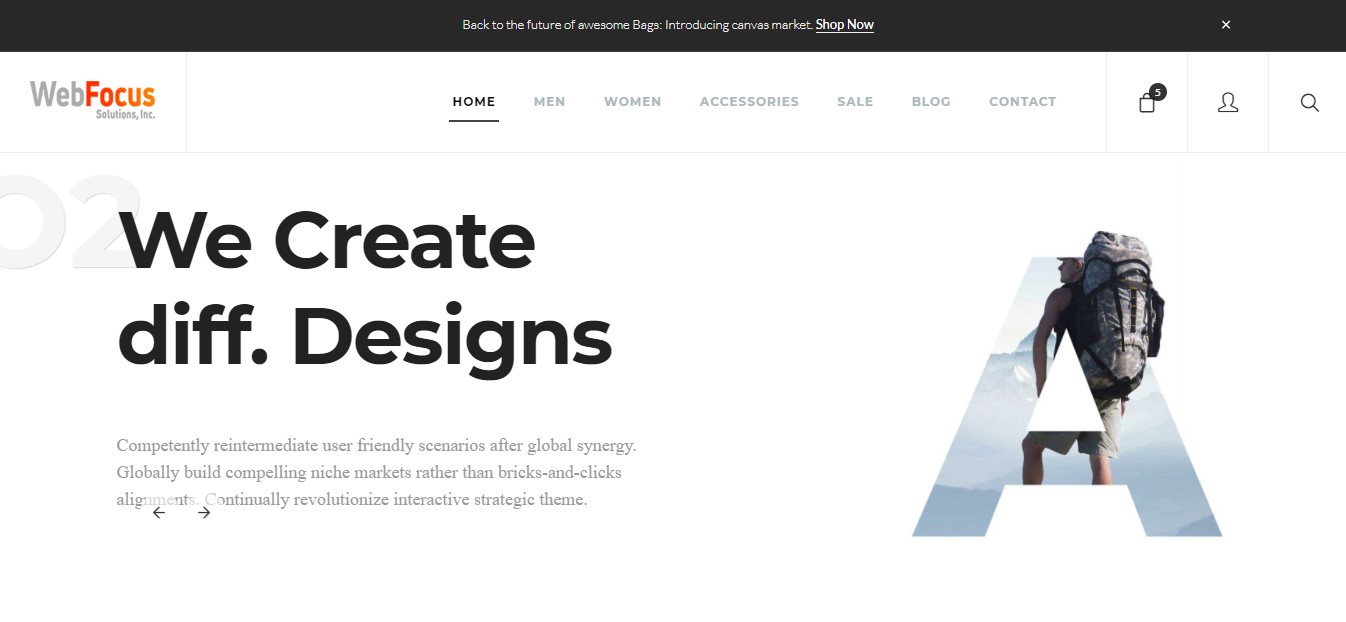 Back to the future of awesome Bags: Introducing canvas market. Shop Now
WebFocus
Solutions, Inc.
HOME MEN WOMEN ACCESSORIES SALE BLOG CONTACT
5
02
We Create
diff. Designs
Competently reintermediate user friendly scenarios after global synergy.
Globally build compelling niche markets rather than bricks-and-clicks
alignments. Continually revolutionize interactive strategic theme.
A